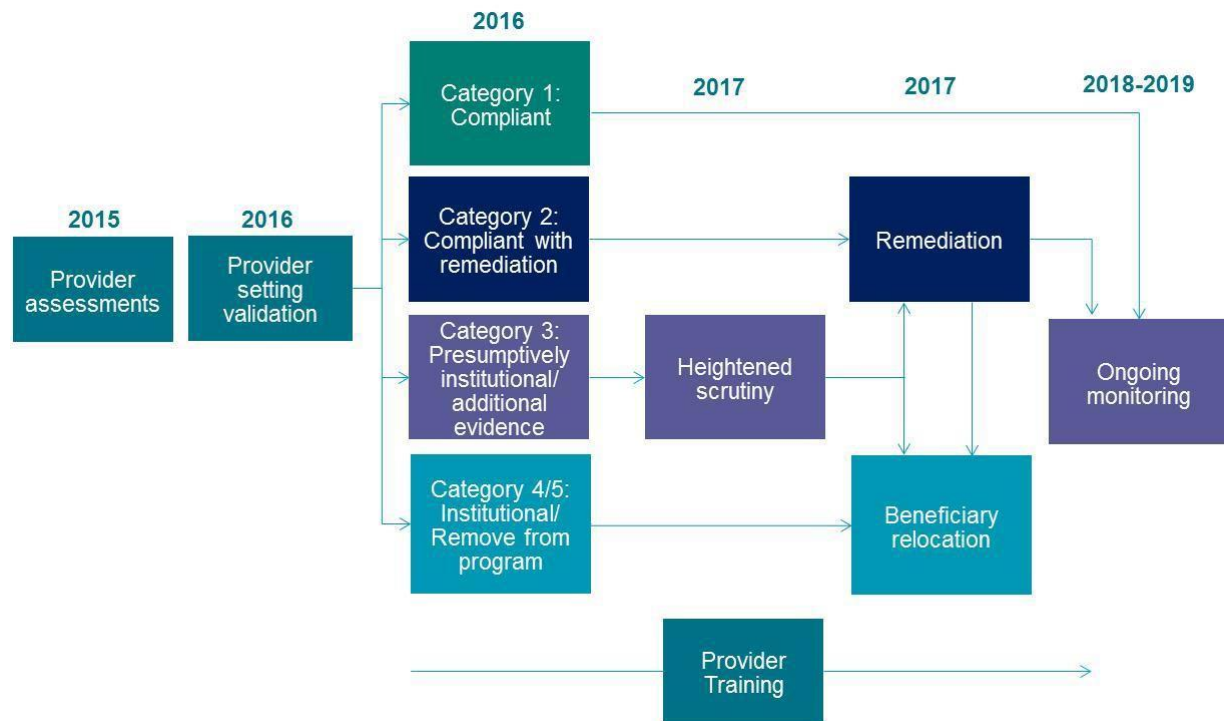 2016
Category 1:
Compliant
2017
2017
2018-2019
2015
Provider
assessments
2016
Provider
setting
validation
Category 2:
Compliant with
remediation
Remediation
Category 3:
Presumptively
institutional/
additional
evidence
Heightened
scrutiny
Ongoing
monitoring
Category 4/5:
Institutional/
Remove from
program
Beneficiary
relocation
Provider
Training